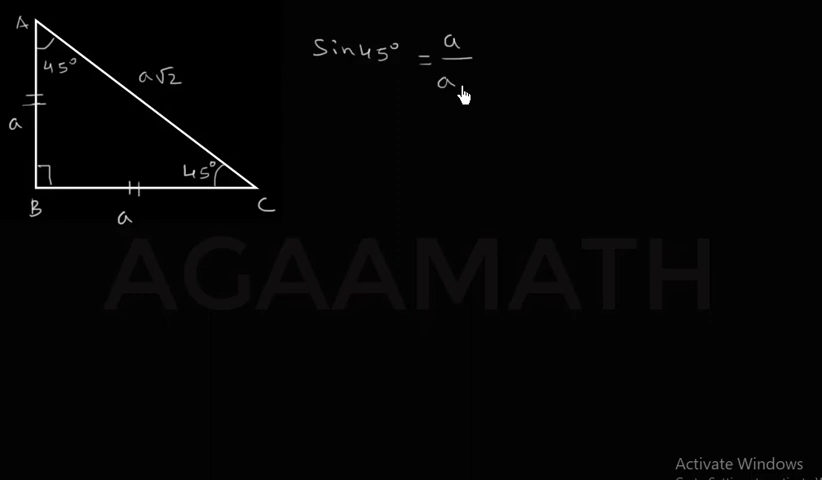 A
45°
a√2
a
45°
B
a
C
Sin45° = a
a
AGAAMATH
Activate Windows